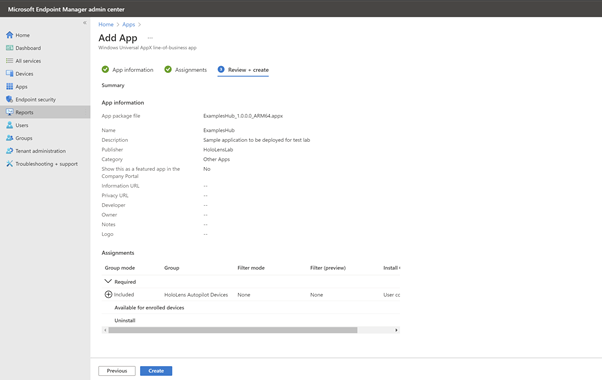 Microsoft Endpoint Manager admin center
«
Home
Dashboard
All services
Devices
Apps
Endpoint security
Reports
Users
Groups
Tenant administration
Troubleshooting + support
Home > Apps >
Add App ...
Windows Universal AppX line-of-business app
App information Assignments 3 Review + create
Summary
App information
App package file ExamplesHub_1.0.0.0_ARM64.appx
Name ExamplesHub
Description Sample application to be deployed for test lab
Publisher HoloLensLab
Category Other Apps
Show this as a featured app in the Company Portal No
Information URL --
Privacy URL --
Developer --
Owner --
Notes --
Logo --
Assignments
Group mode Group Filter mode Filter (preview) Install
Required
Included HoloLens Autopilot Devices None None User
Available for enrolled devices
Uninstall
Previous Create